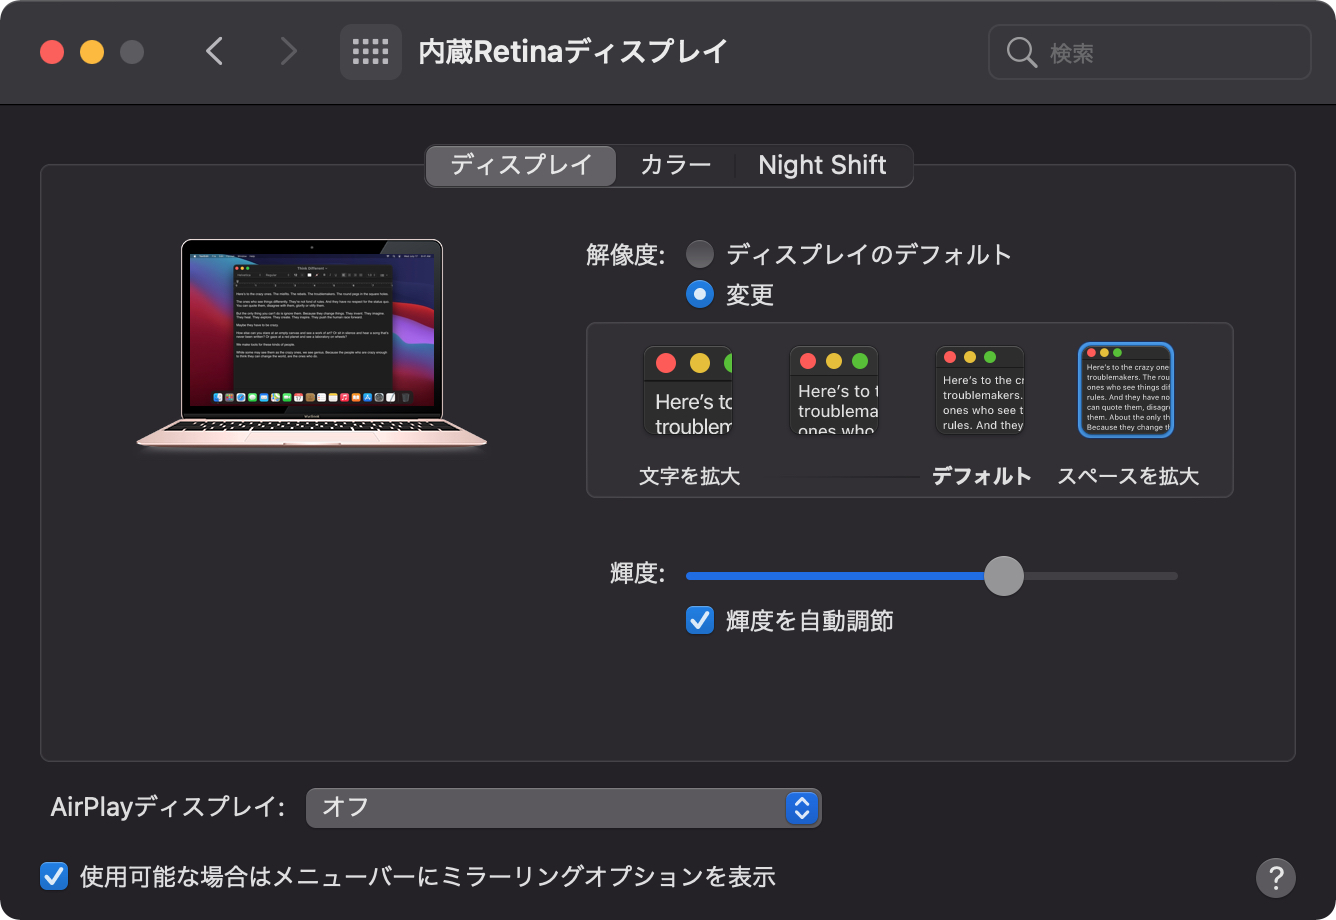 内蔵Retinaディスプレイ
検索
ディスプレイ
カラー
Night Shift
解像度:
ディスプレイのデフォルト
変更
Here's to
troublem
Here's to
troublema
ones who
Here's to the
troublemakers.
ones who see t
rules. And they
Here's to the crazy one
troublemakers. The rou
ones who see things dif
rules. And they have no
can quote them, disagr
them. About the only th
Because they change t
文字を拡大
デフォルト
スペースを拡大
輝度:
輝度を自動調節
AirPlayディスプレイ:
オフ
使用可能な場合はメニューバーにミラーリングオプションを表示
?